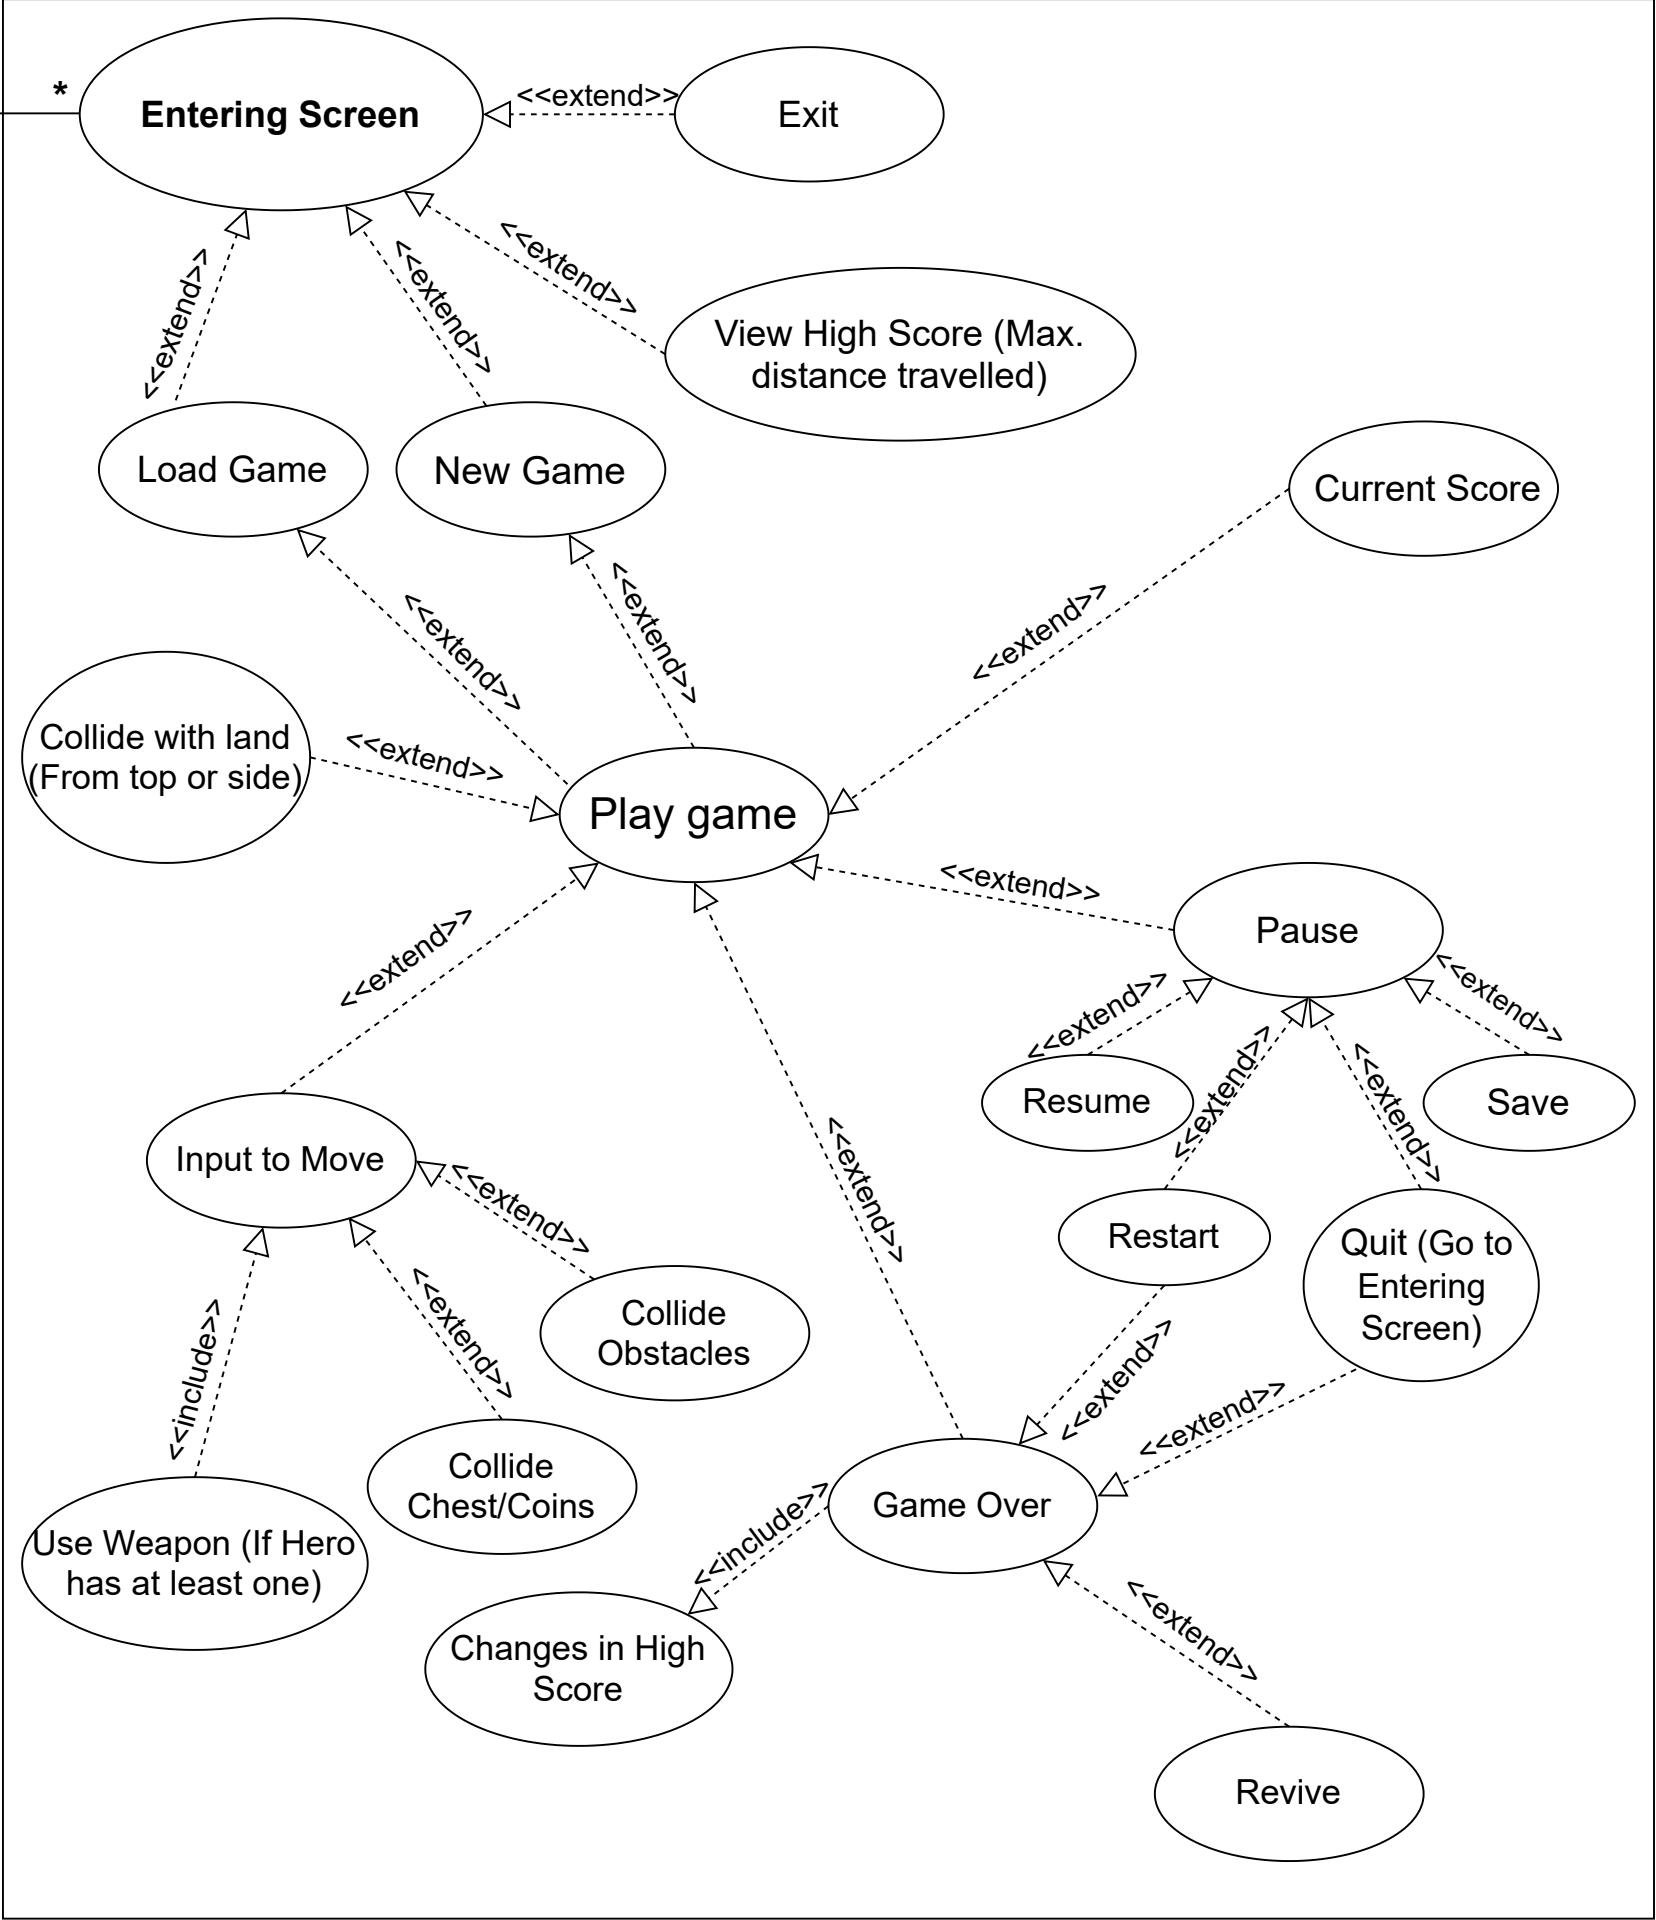 *
Entering Screen
<<extend>>
Exit
<<extend>>
<<extend>>
<<extend>>
View High Score (Max.
distance travelled)
Load Game
New Game
Current Score
<<extend>>
<<extend>>
<<extend>>
Collide with land
(From top or side)
<<extend>>
Play game
<<extend>>
<<extend>>
Pause
<<extend>>
<<extend>>
<<extend>>
<<extend>>
Resume
Save
Input to Move
<<extend>>
<<extend>>
Restart
Quit (Go to
Entering
Screen)
<<include>>
<<extend>>
Collide
Obstacles
<<extend>>
<<extend>>
Collide
Chest/Coins
Game Over
Use Weapon (If Hero
has at least one)
<<include>>
Changes in High
Score
<<extend>>
Revive